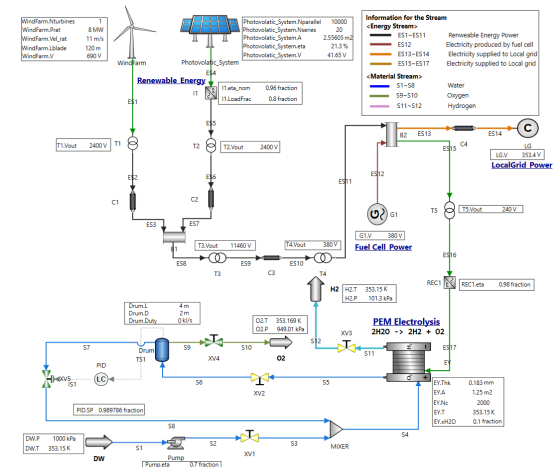 WindFarm.Nturbines 1
WindFarm.Prat 8 MW
WindFarm.Vel_rat 11 m/s
WindFarm.Lblade 120 m
WindFarm.V 690 V
WindFarm
Photovolatic_System
Photovolatic_System.Nparallel 10000
Photovolatic_System.Nseries 20
Photovolatic_System.A 2.55605 m2
Photovolatic_System.eta 21.3 %
Photovolatic_System.V 41.65 V
Information for the Stream
<Energy Stream>
ES1~ES11 Renweable Energy Power
ES12 Electricity produced by fuel cell
ES13~ES14 Electricity supplied to Local grid
ES15~ES17 Electricity supplied to Local grid
<Material Stream>
S1~S8 Water
S9~S10 Oxygen
S11~S12 Hydrogen
Renewable Energy
ES4
I1
I1.eta_nom 0.96 fraction
I1.LoadFrac 0.8 fraction
ES1
ES5
T1.Vout 2400 V
T1
T2
T2.Vout 2400 V
ES2
ES6
C1
C2
ES3
ES7
B1
ES8
T3.Vout 11460 V
T3
ES9
C3
ES10
T4.Vout 380 V
T4
ES11
ES12
G1
G1.V 380 V
Fuel Cell Power
B2
ES13
C4
ES14
C
LG
LG.V 353.4 V
LocalGrid Power
ES15
T5
T5.Vout 240 V
ES16
REC1
REC1.eta 0.98 fraction
ES17
H2
H2.T 353.15 K
H2.P 101.3 kPa
S12
XV3
S11
PEM Electrolysis
2H2O -> 2H2 + O2
EY
EY.Thk 0.183 mm
EY.A 1.25 m2
EY.Nc 2000
EY.T 353.15 K
EY.xH2O 0.1 fraction
Drum.L 4 m
Drum.D 2 m
Drum.Duty 0 kJ/s
O2.T 353.169 K
O2.P 949.01 kPa
S7
Drum
TS1
S9
XV4
S10
O2
PID
LC
IS1
XV5
PID.SP 0.989786 fraction
S6
XV2
S5
S8
S4
MIXER
DW.P 1000 kPa
DW.T 353.15 K
DW
S1
Pump
S2
XV1
S3
Pump.eta 0.7 fraction